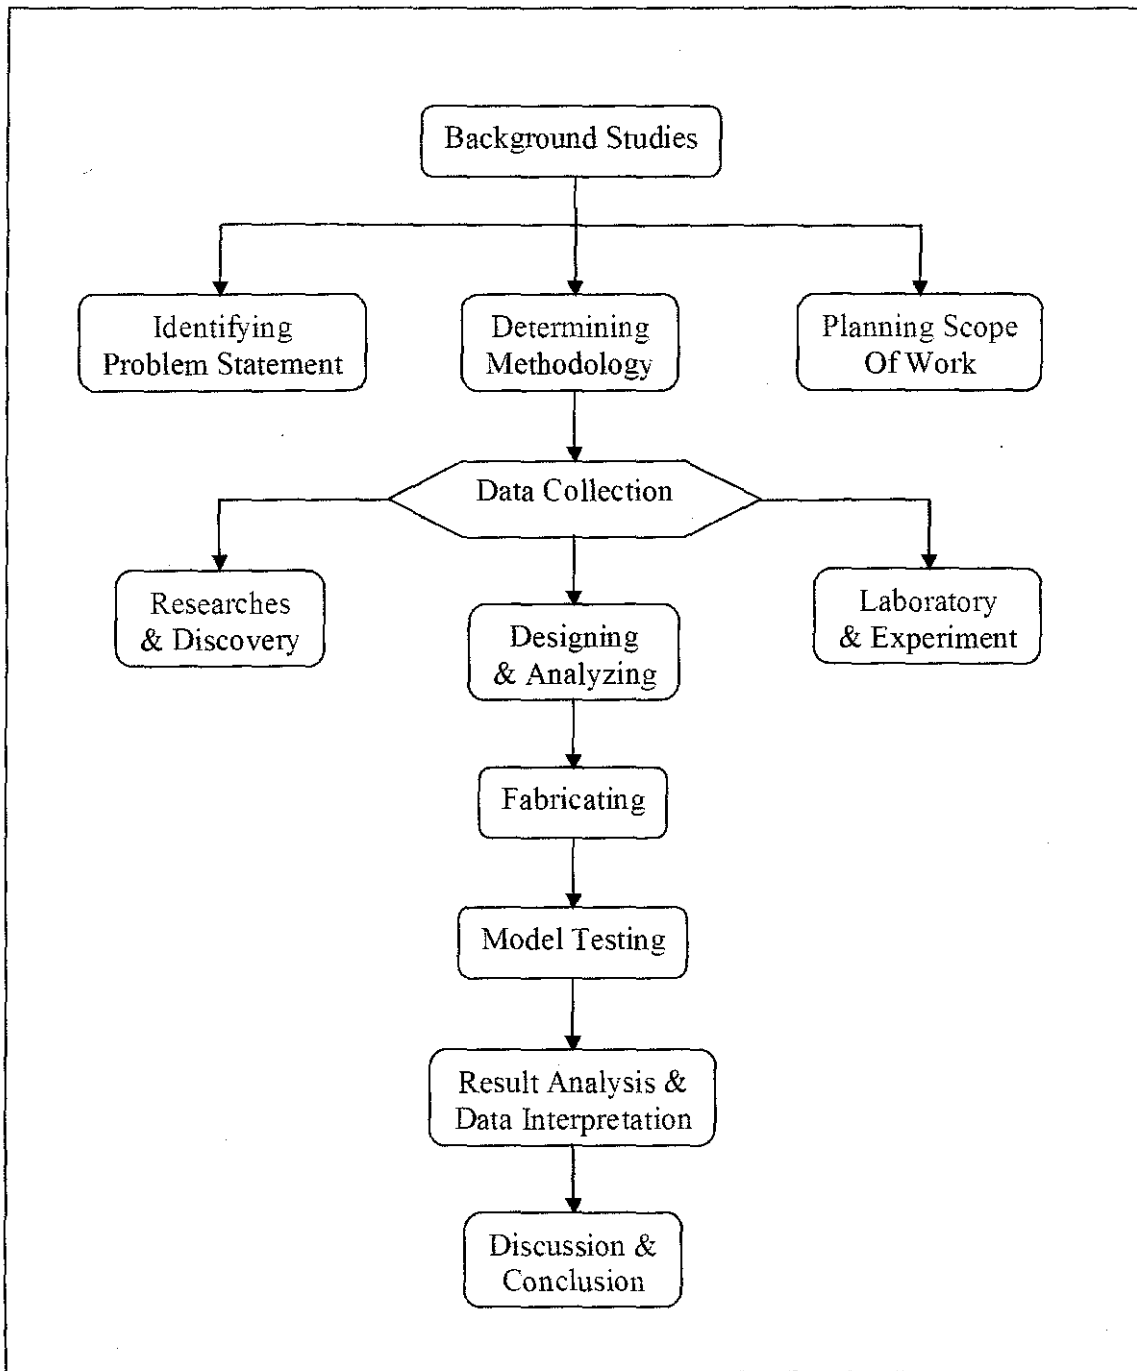 Background Studies
Identifying
Problem Statement
Determining
Methodology
Planning Scope
Of Work
Data Collection
Researches
& Discovery
Designing
& Analyzing
Laboratory
& Experiment
Fabricating
Model Testing
Result Analysis &
Data Interpretation
Discussion &
Conclusion